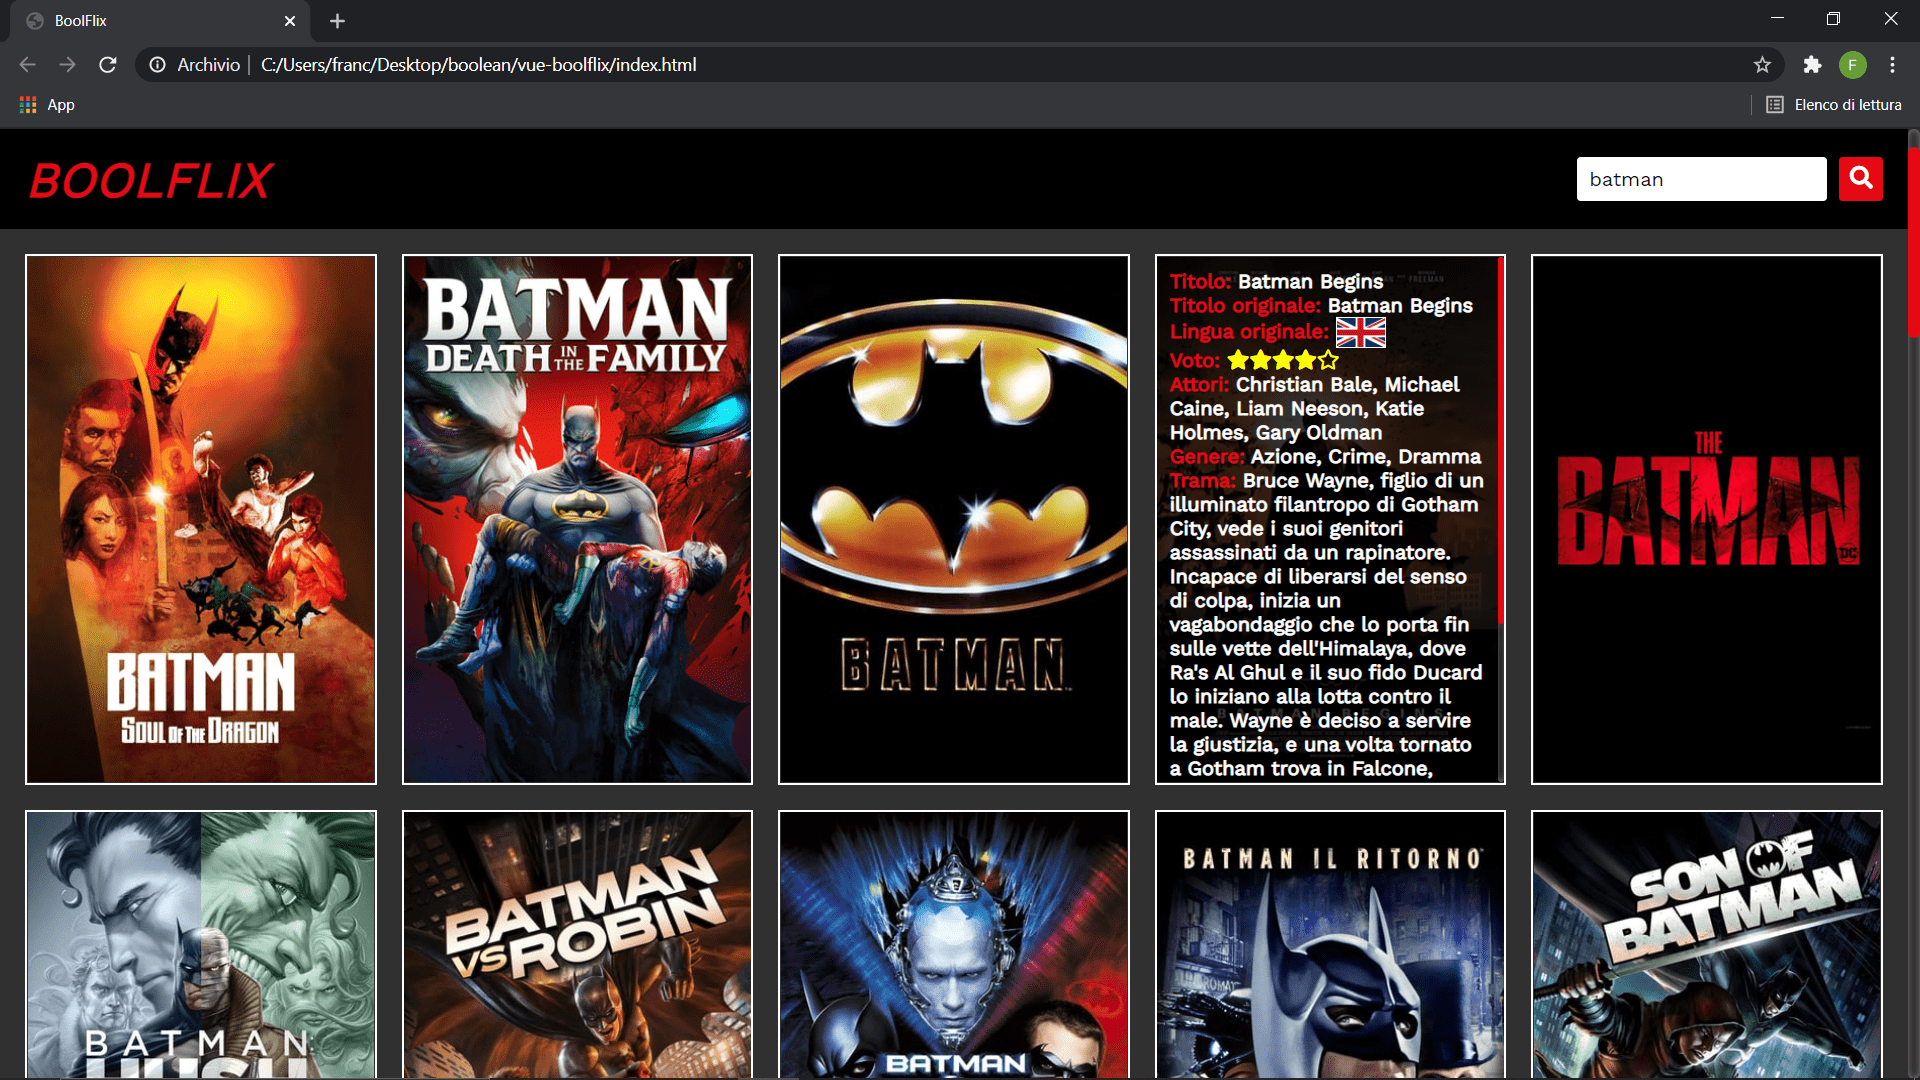 BoolFlix
Archivio C:/Users/franc/Desktop/boolean/vue-boolflix/index.html
F
App
Elenco di lettura
BOOLFLIX
batman
BATMAN
SOUL OF THE DRAGON
BATMAN
DEATH IN THE FAMILY
BATMAN
Titolo: Batman Begins
Titolo originale: Batman Begins
Lingua originale:
Voto:
Attori: Christian Bale, Michael
Caine, Liam Neeson, Katie
Holmes, Gary Oldman
Genere: Azione, Crime, Dramma
Trama: Bruce Wayne, figlio di un
illuminato filantropo di Gotham
City, vede i suoi genitori
assassinati da un rapinatore.
Incapace di liberarsi del senso
di colpa, inizia un
vagabondaggio che lo porta fin
sulle vette dell'Himalaya, dove
Ra's Al Ghul e il suo fido Ducard
lo iniziano alla lotta contro il
male. Wayne è deciso a servire
la giustizia, e una volta tornato
a Gotham trova in Falcone,
THE
BATMAN
DC
BATMAN
HUSH
BATMAN
VS ROBIN
BATMAN
BATMAN IL RITORNO
SON OF
BATMAN